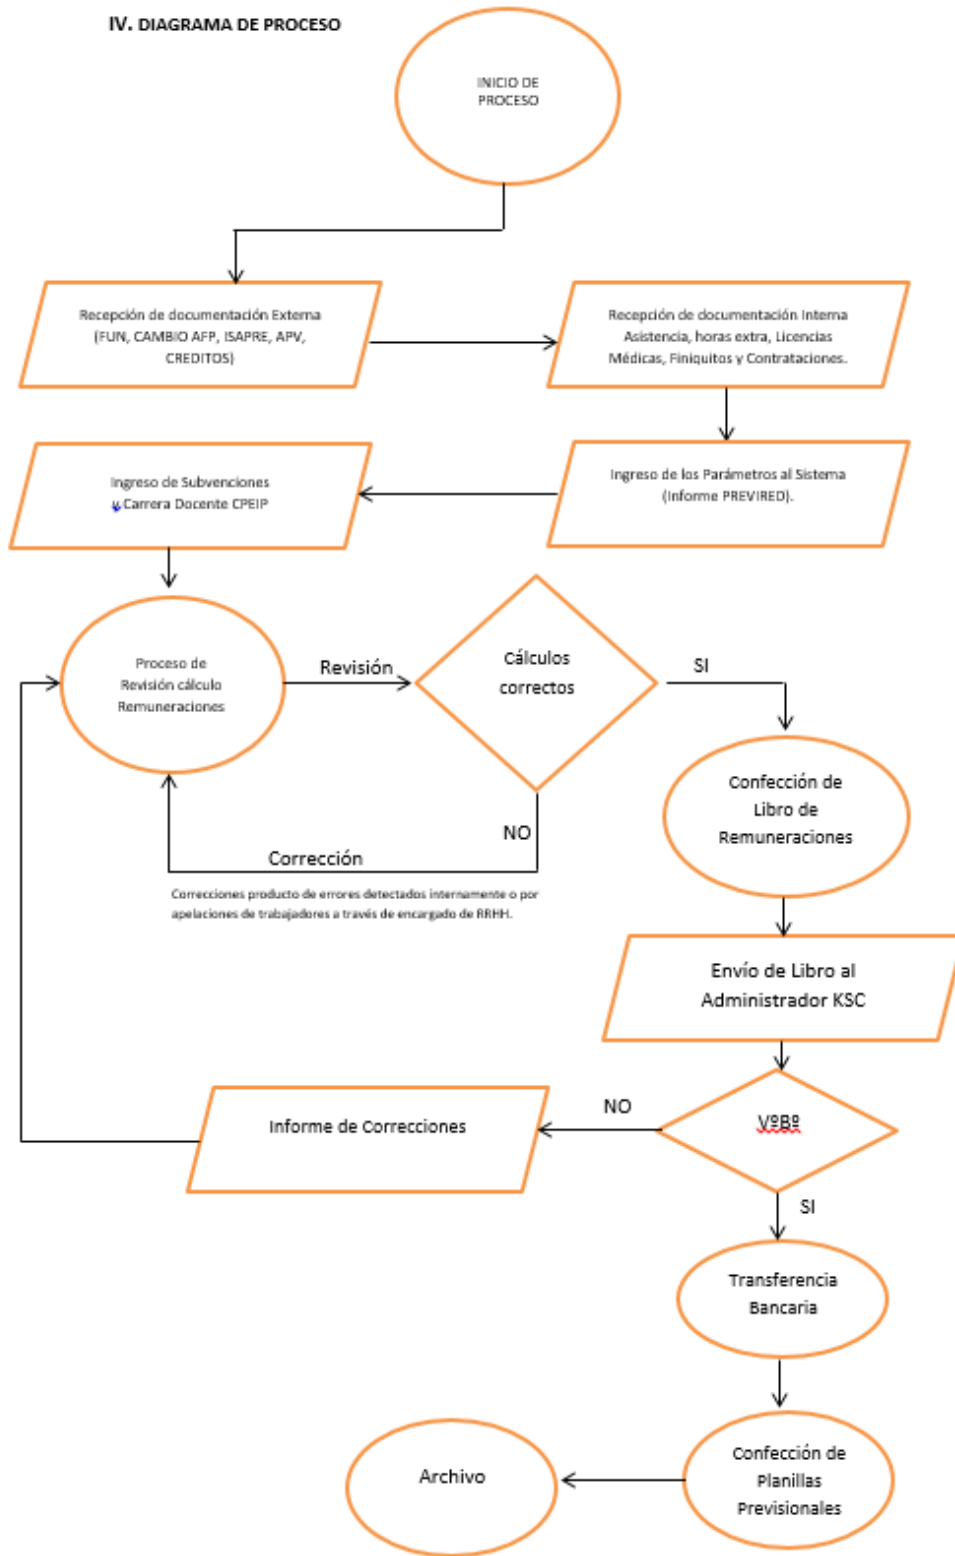 IV. DIAGRAMA DE PROCESO
INICIO DE
PROCESO
Recepción de documentación Externa
(FUN, CAMBIO AFP, ISAPRE, APV,
CREDITOS)
Recepción de documentación Interna
Asistencia, horas extra, Licencias
Médicas, Finiquitos y Contrataciones.
Ingreso de Subvenciones
y Carrera Docente CPEIP
Ingreso de los Parámetros al Sistema
(Informe PREVIRED).
Proceso de
Revisión cálculo
Remuneraciones
Revisión
Cálculos
correctos
SI
NO
Corrección
Correcciones producto de errores detectados internamente o por
apelaciones de trabajadores a través de encargado de RRHH.
Confección de
Libro de
Remuneraciones
Envío de Libro al
Administrador KSC
VºBº
NO
Informe de Correcciones
SI
Transferencia
Bancaria
Confección de
Planillas
Previsionales
Archivo